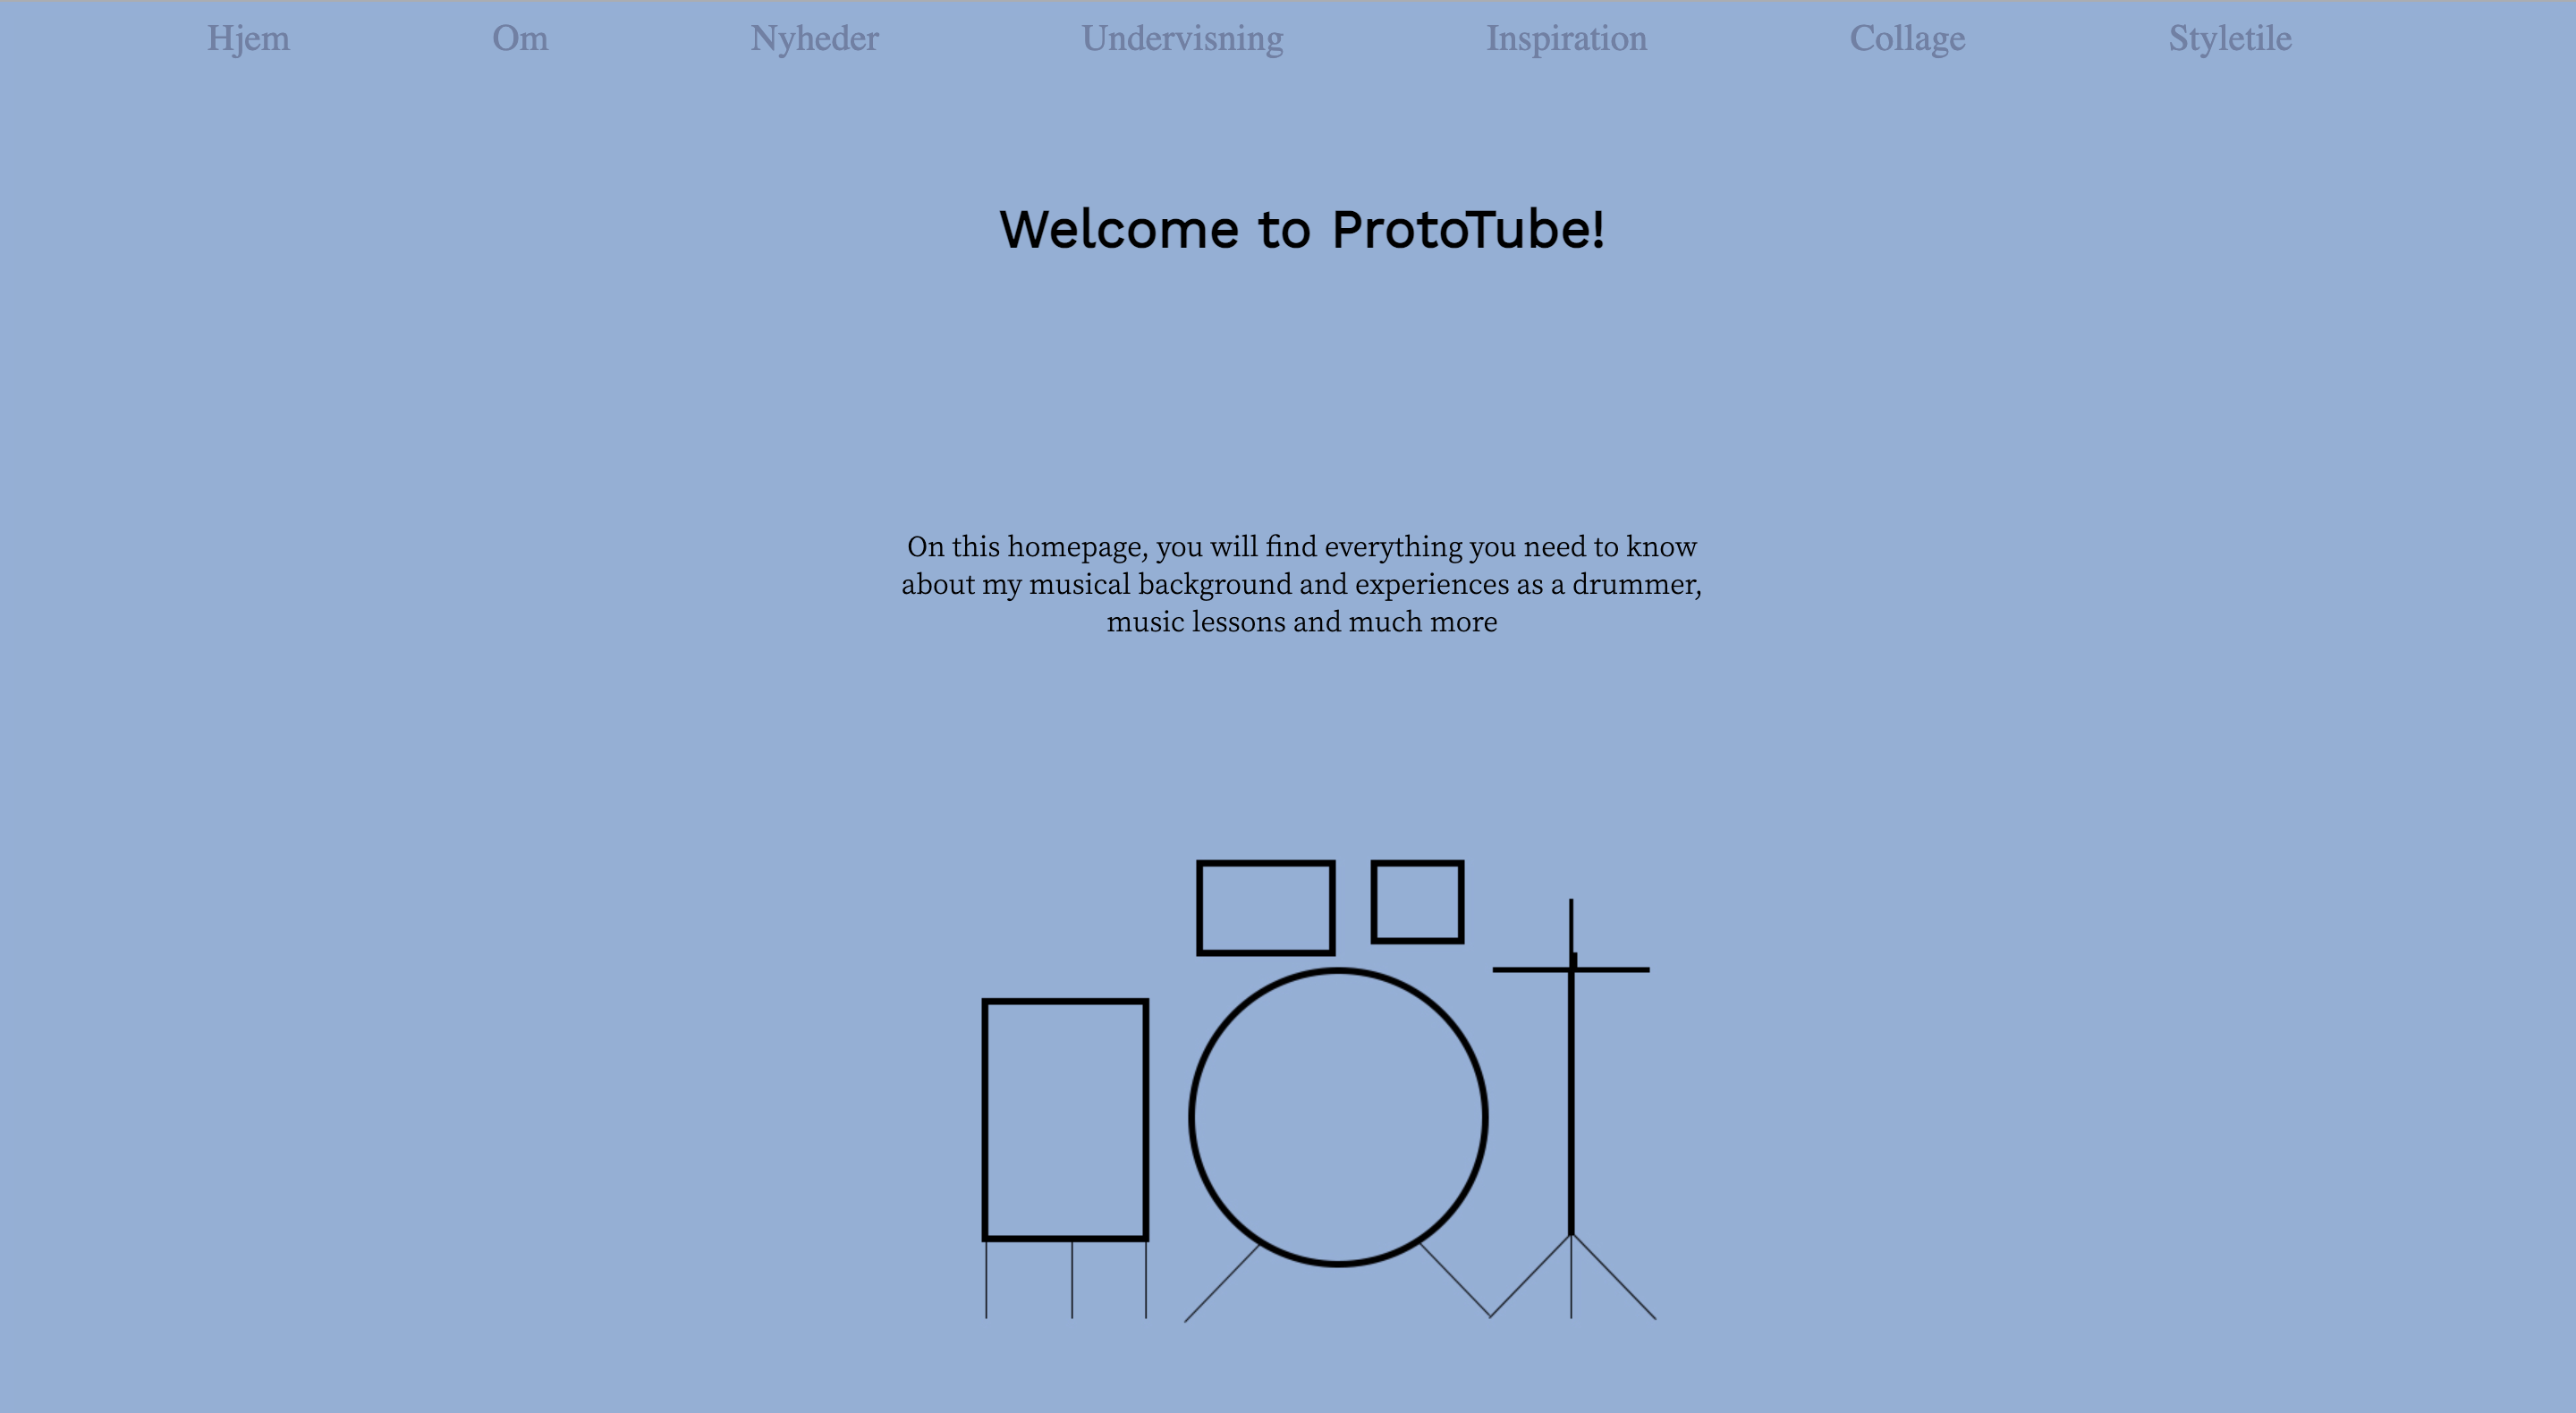 Hjem Om Nyheder Undervisning Inspiration Collage Styletile
Welcome to ProtoTube!
On this homepage, you will find everything you need to know
about my musical background and experiences as a drummer,
music lessons and much more